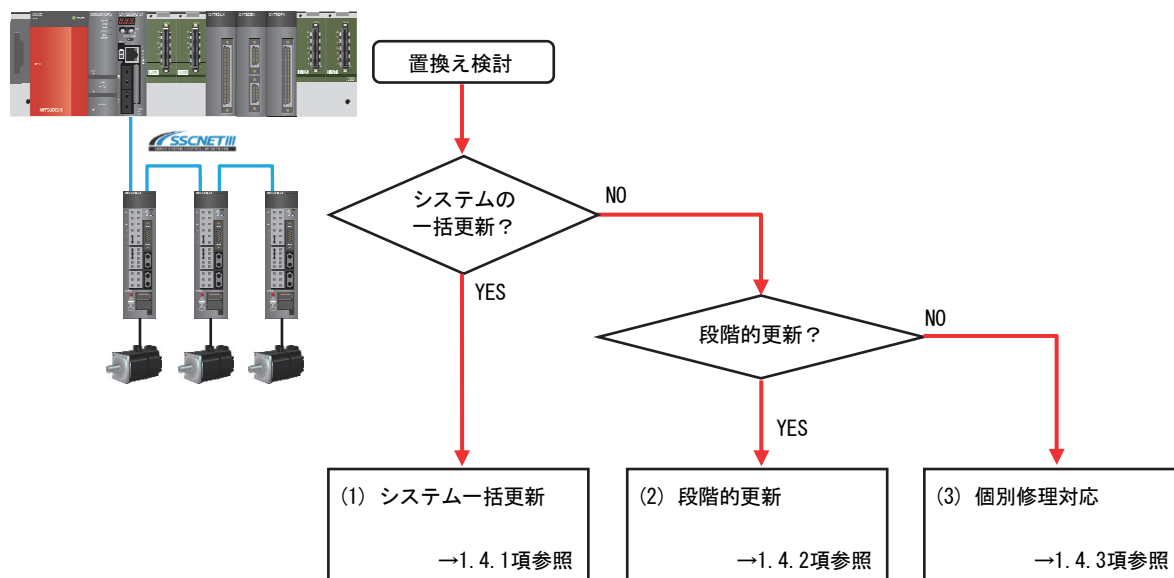 置換え検討
SSCNETIII
システムの
一括更新？
NO
YES
段階的更新？
NO
YES
(1) システム一括更新
→1.4.1項参照
(2) 段階的更新
→1.4.2項参照
(3) 個別修理対応
→1.4.3項参照